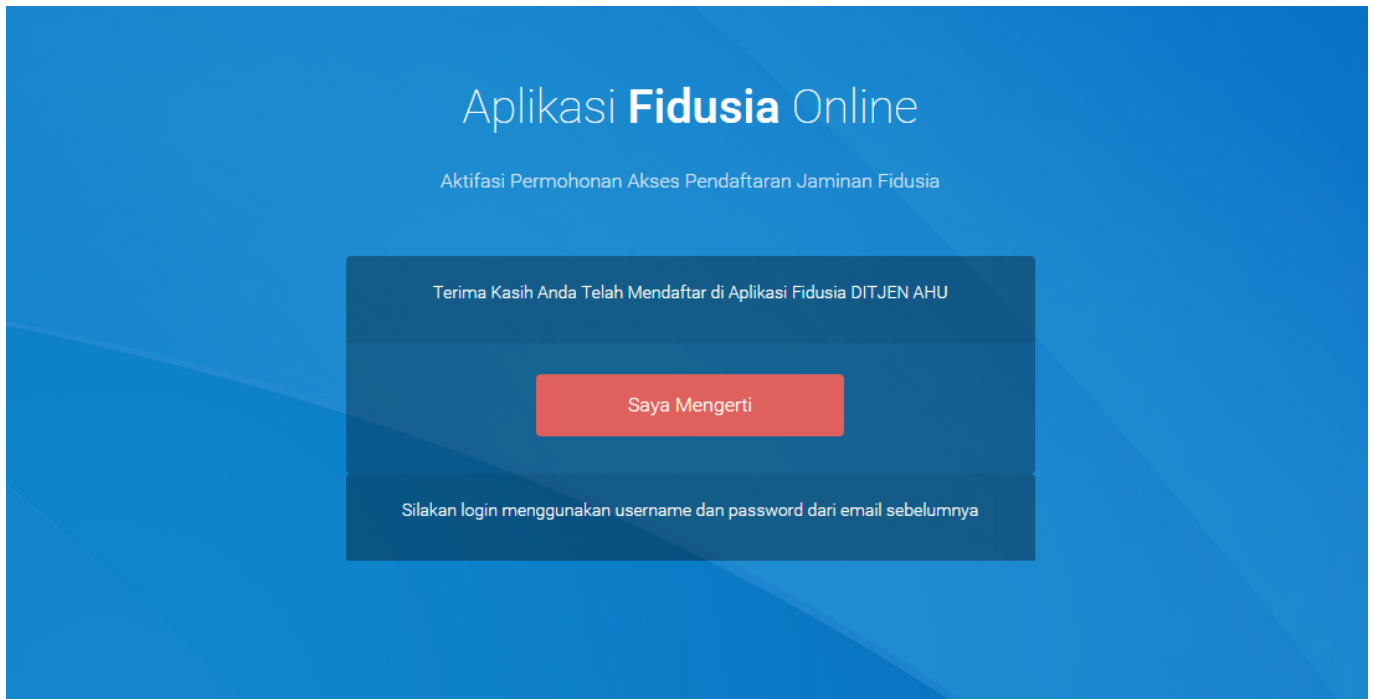 Aplikasi Fidusia Online
Aktifasi Permohonan Akses Pendaftaran Jaminan Fidusia
Terima Kasih Anda Telah Mendaftar di Aplikasi Fidusia DITJEN AHU
Saya Mengerti
Silakan login menggunakan username dan password dari email sebelumnya